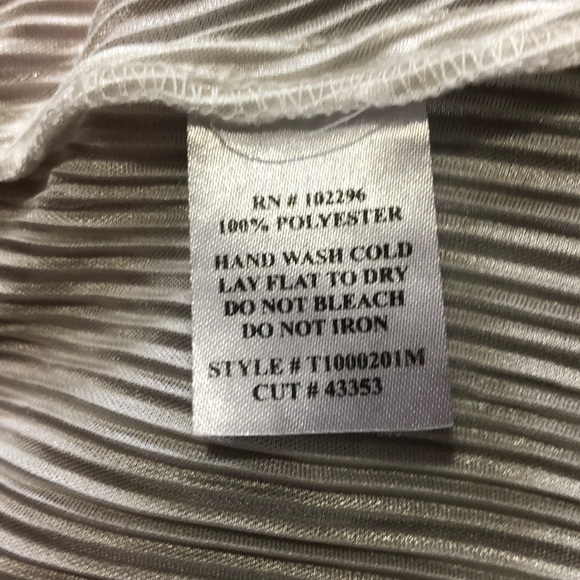 RN # 102296
100% POLYESTER
HAND WASH COLD
LAY FLAT TO DRY
DO NOT BLEACH
DO NOT IRON
STYLE # T1000201M
CUT # 43353